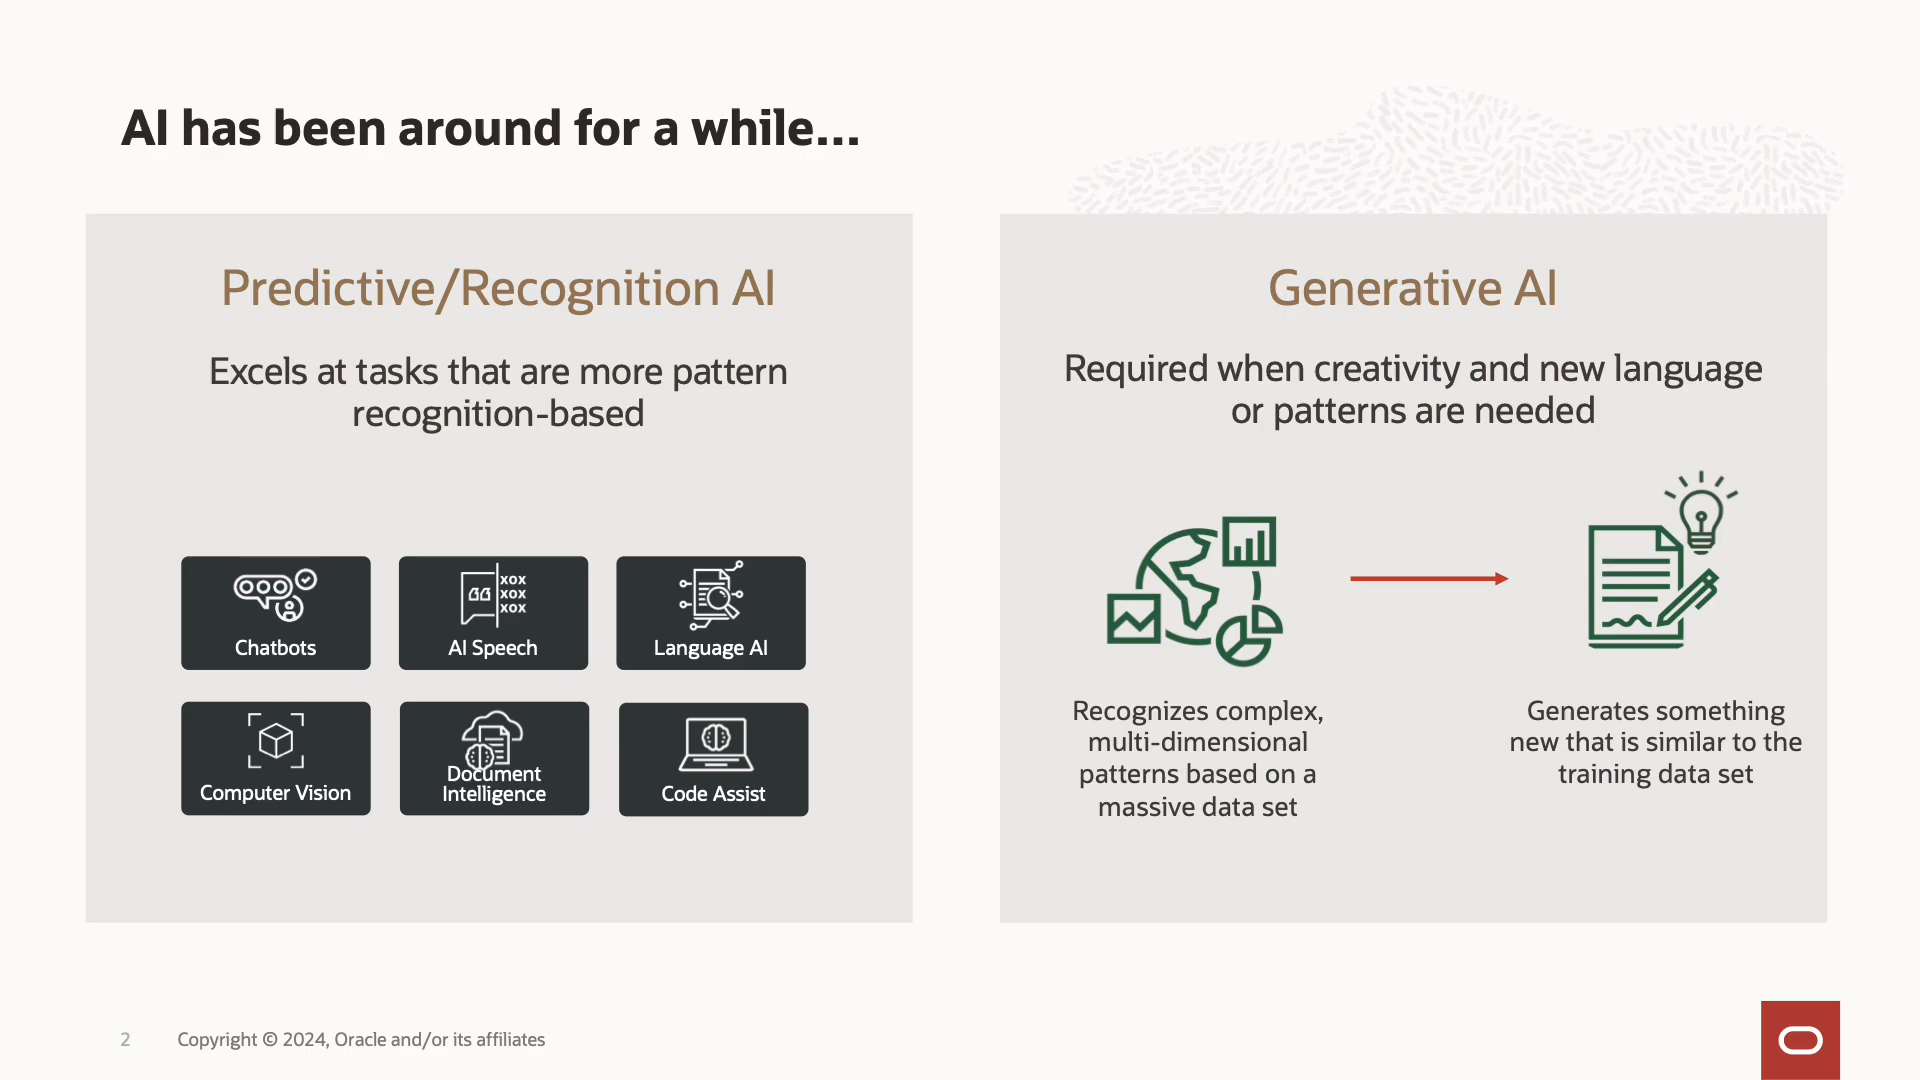 AI has been around for a while...
Predictive/Recognition AI
Excels at tasks that are more pattern
recognition-based
xox
xox
xox
Chatbots
AI Speech
Language AI
Computer Vision
Document
Intelligence
Code Assist
Generative AI
Required when creativity and new language
or patterns are needed
Recognizes complex,
multi-dimensional
patterns based on a
massive data set
Generates something
new that is similar to the
training data set
2
Copyright © 2024, Oracle and/or its affiliates